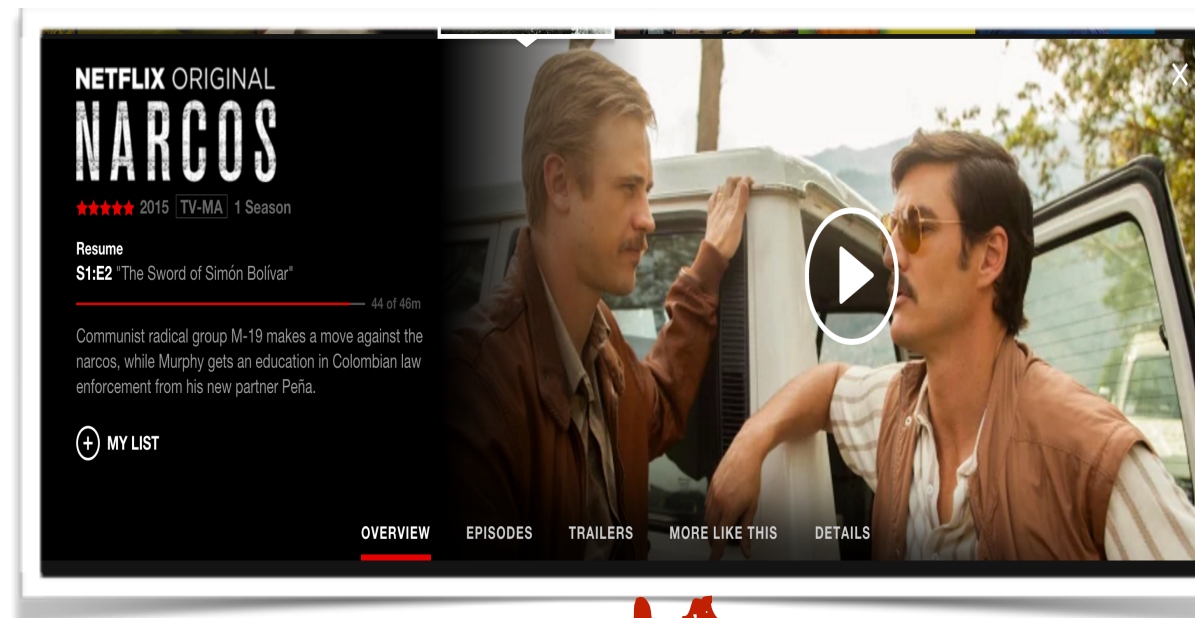 NETFLIX ORIGINAL
NARCOS
2015 TV-MA 1 Season
Resume
S1:E2 "The Sword of Simón Bolívar"
44 of 46m
Communist radical group M-19 makes a move against the
narcos, while Murphy gets an education in Colombian law
enforcement from his new partner Peña.
MY LIST
OVERVIEW EPISODES TRAILERS MORE LIKE THIS DETAILS